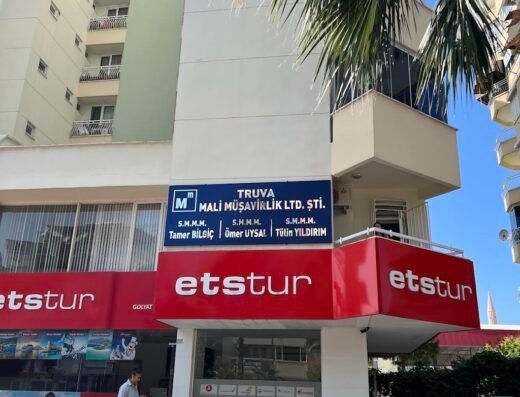 TRUVA
MALİ MÜŞAVİRLİK LTD. ŞTİ.
S.M.M.M. S.M.M.M. S.M.M.M.
Tamer BİLGİÇ Ömer UYSAL Tülin YILDIRIM
etstur
GOLYAT
etstur
etstur